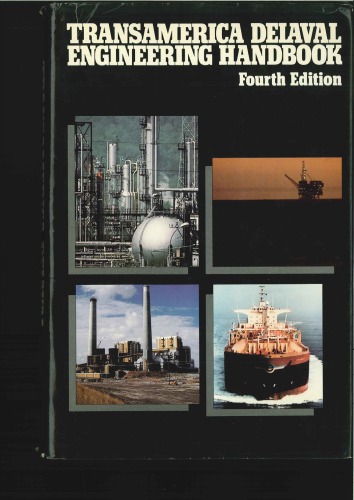 TRANSAMERICA DELAVAL
ENGINEERING HANDBOOK
Fourth Edition